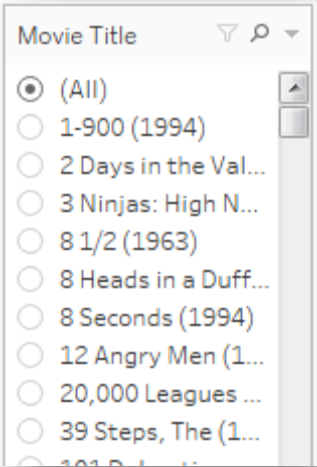 Movie Title
(All)
1-900 (1994)
2 Days in the Val...
3 Ninjas: High N...
8 1/2 (1963)
8 Heads in a Duff...
8 Seconds (1994)
12 Angry Men (1...
20,000 Leagues ...
39 Steps, The (1...